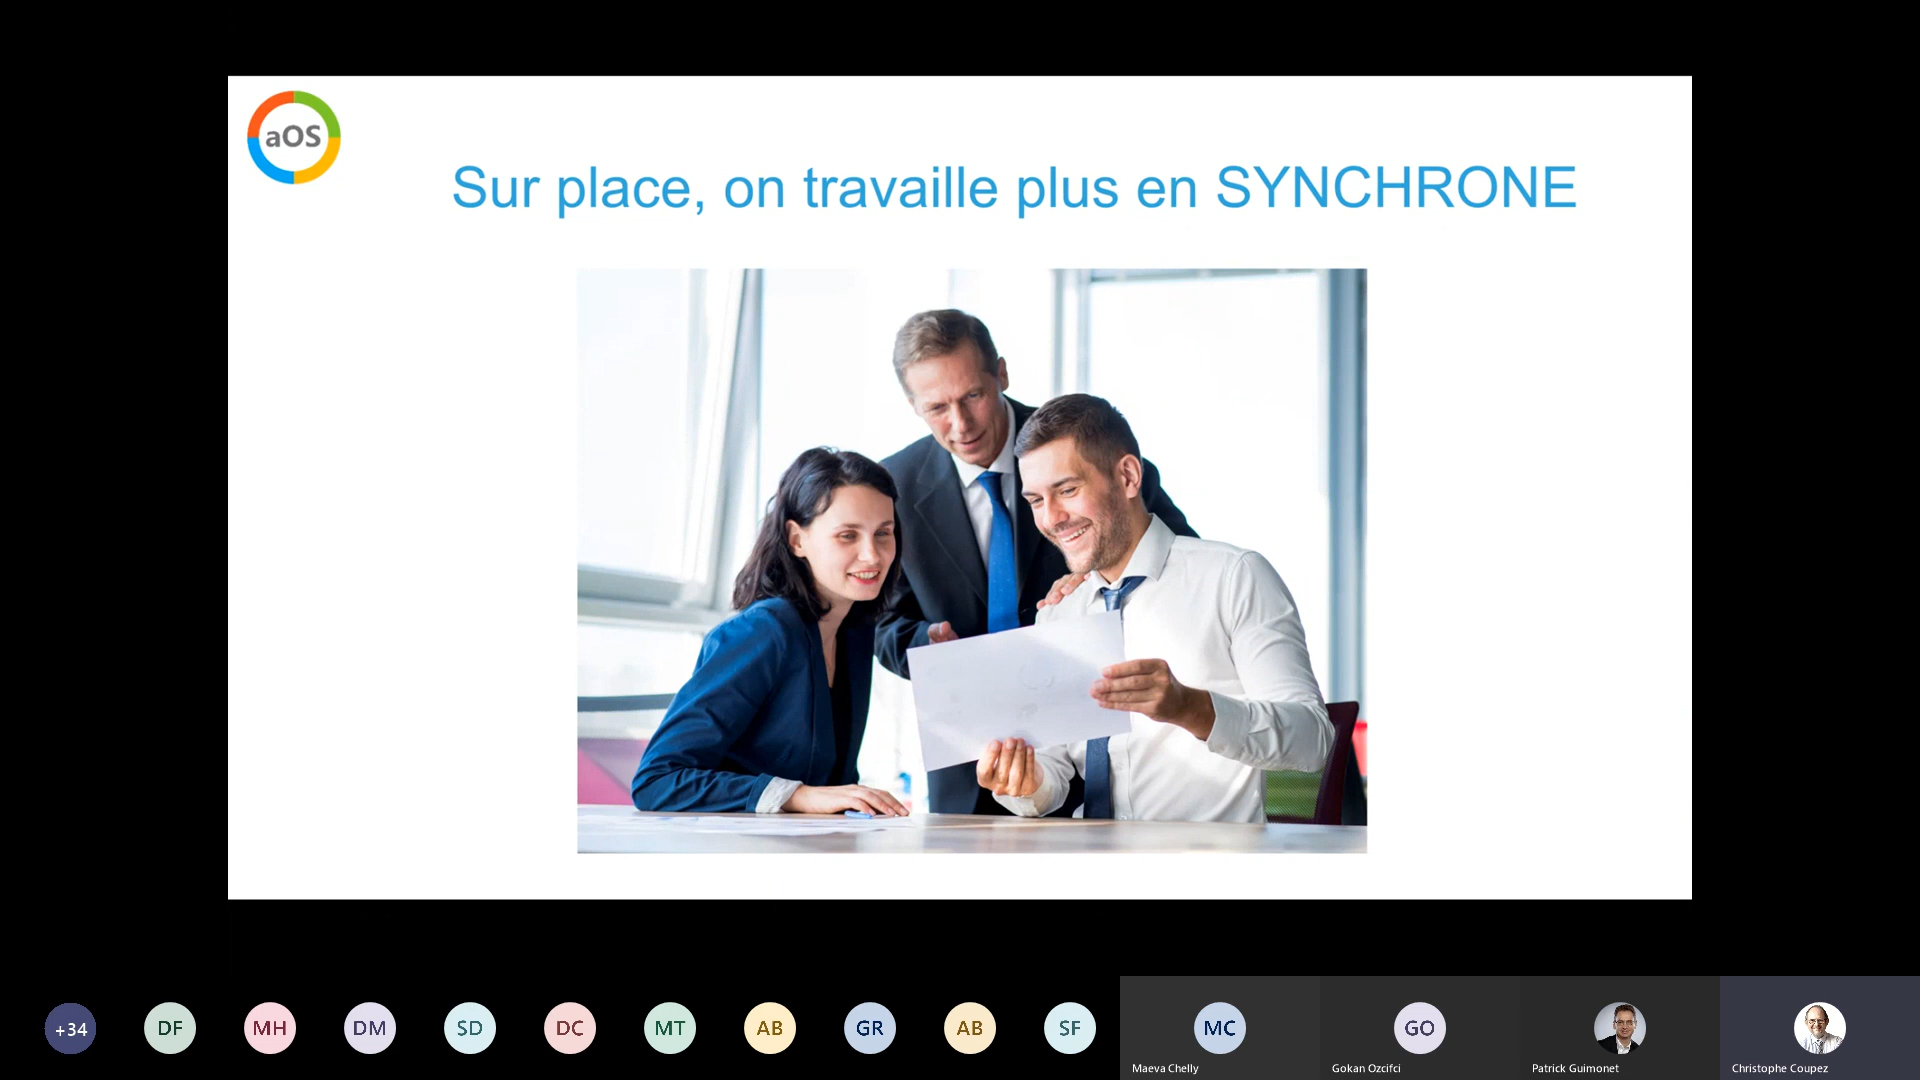 aOS
Sur place, on travaille plus en SYNCHRONE
+34
DF
MH
DM
SD
DC
MT
AB
GR
AB
SF
MC
GO
Maeva Chelly
Gokan Ozcifci
Patrick Guimonet
Christophe Coupez